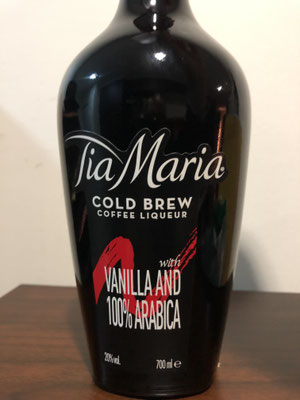 Tia Maria
COLD BREW
COFFEE LIQUEUR
with
VANILLA AND
100% ARABICA
20% vol. 700 ml e